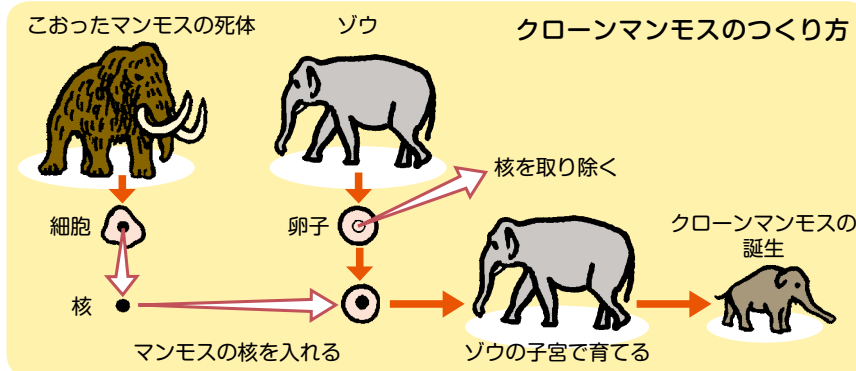 こおったマンモスの死体
ゾウ
クローンマンモスのつくり方
核を取り除く
細胞
卵子
クローンマンモスの
誕生
核
マンモスの核を入れる
ゾウの子宮で育てる